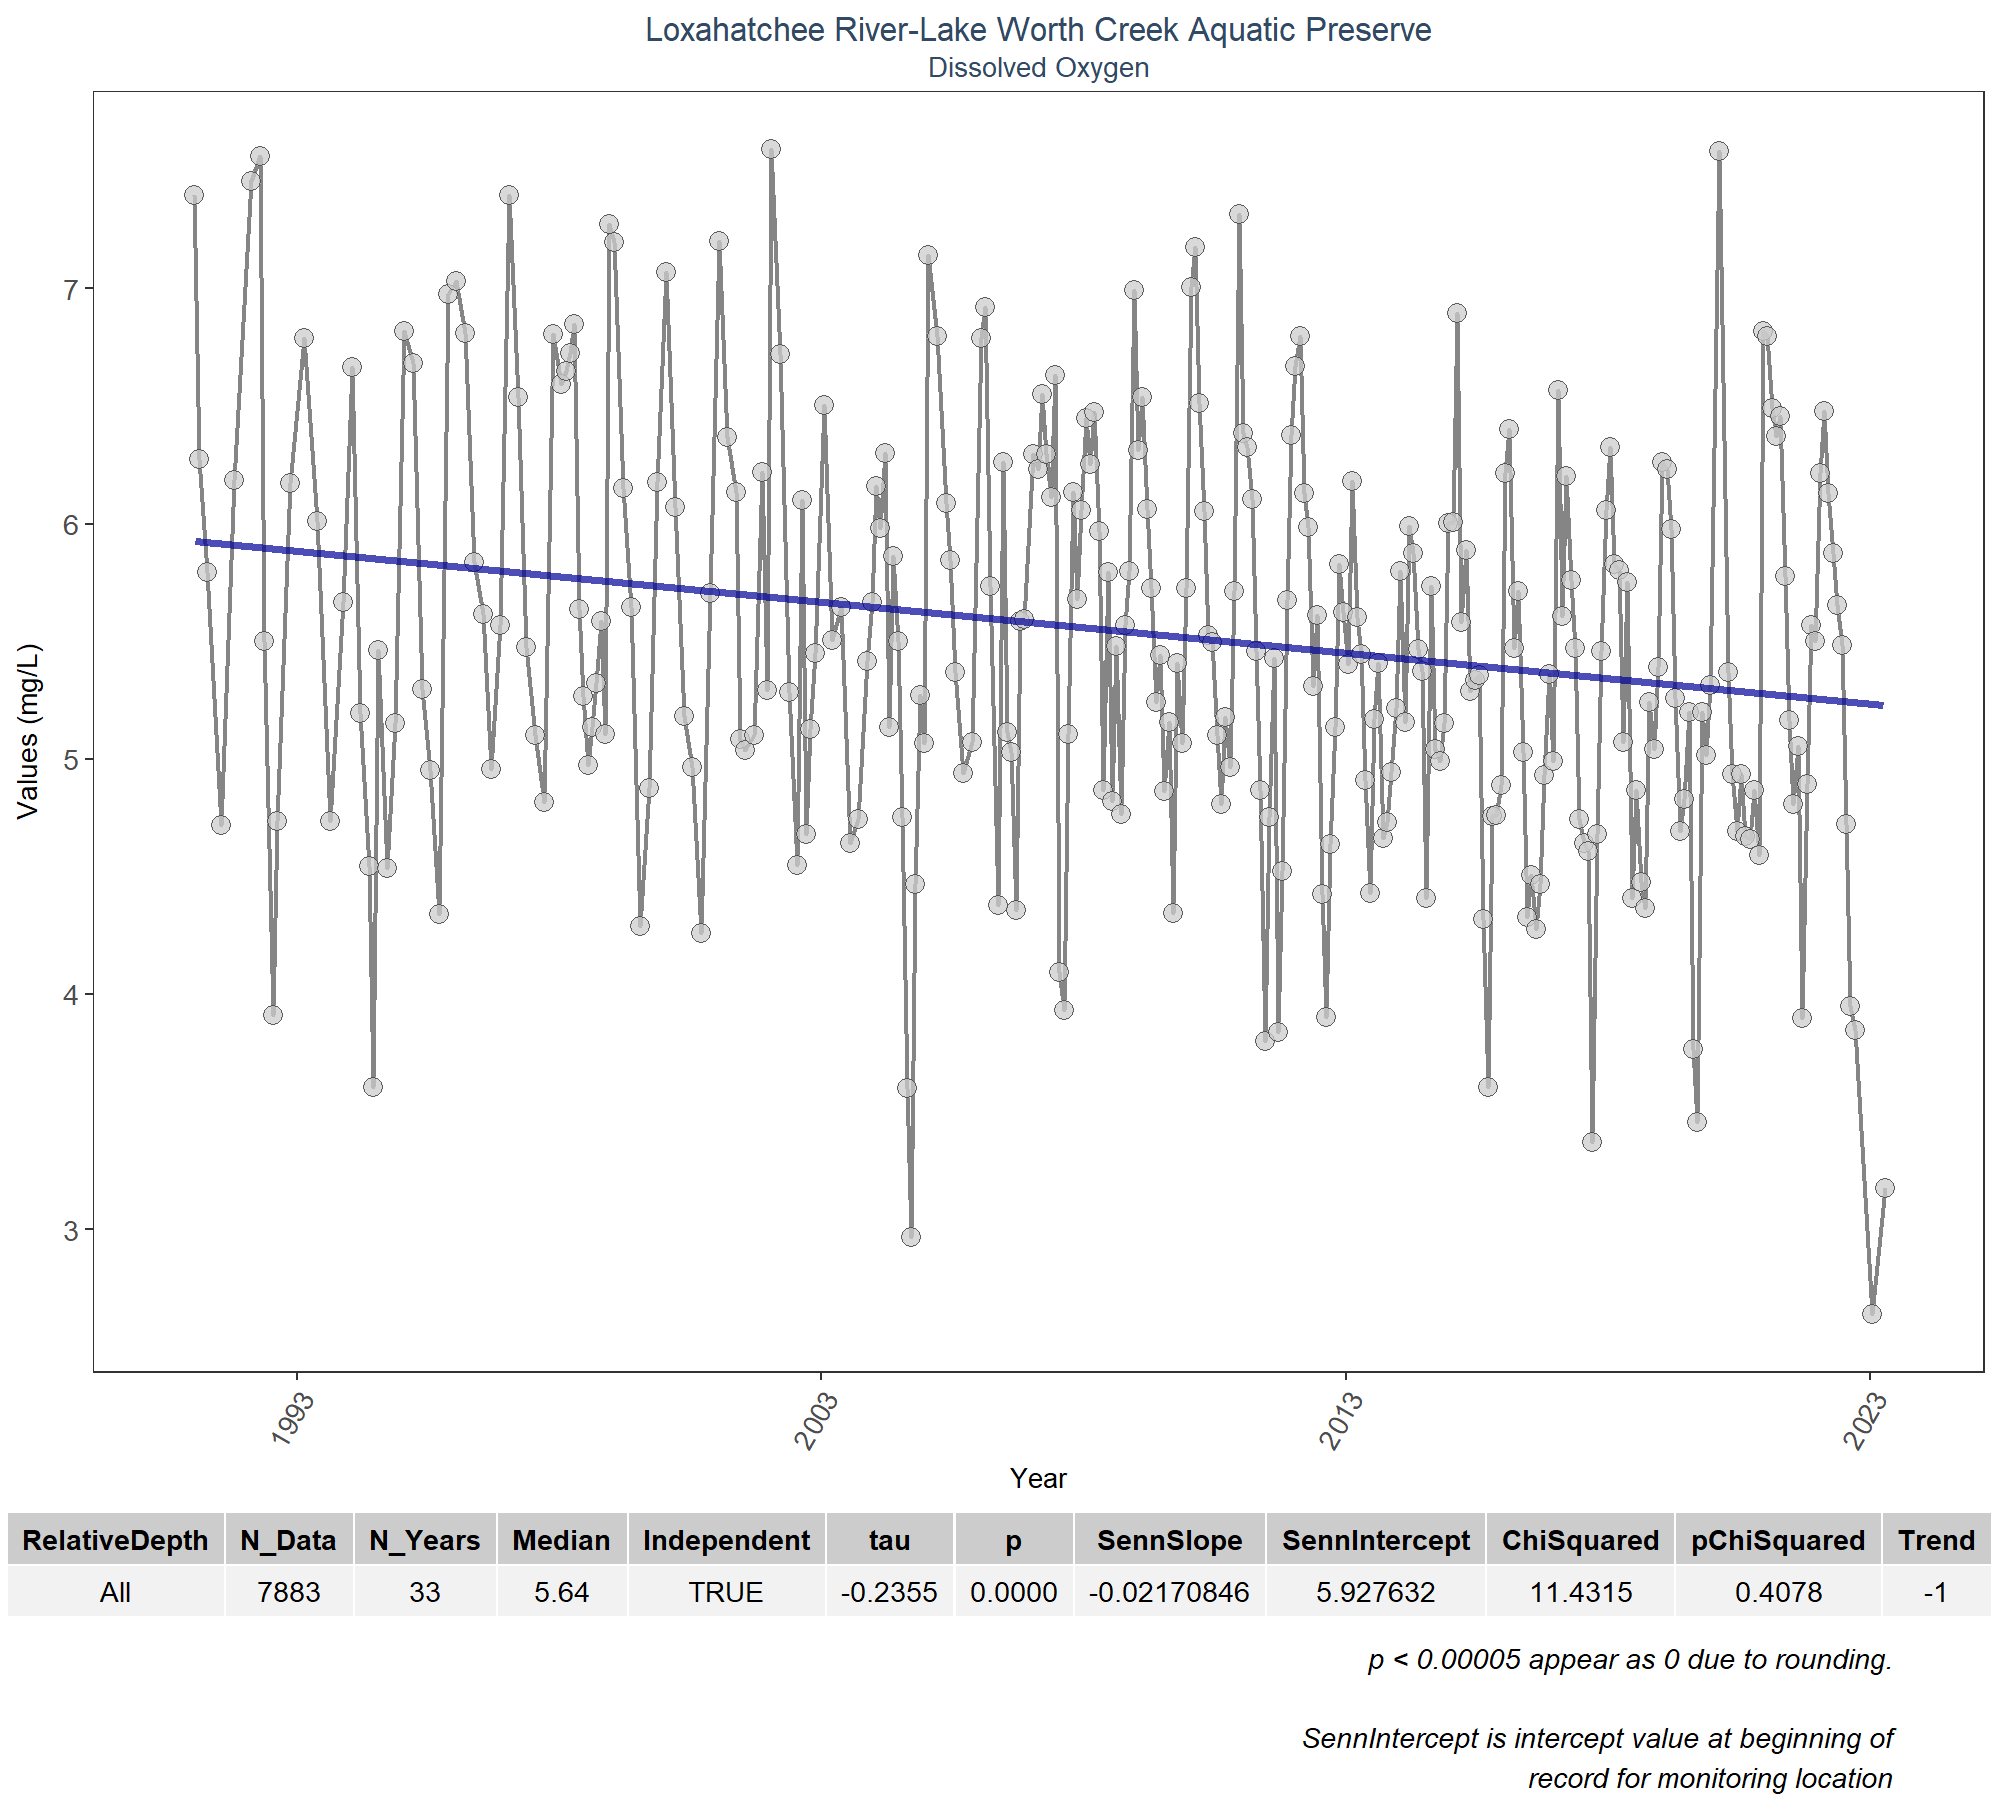 Loxahatchee River-Lake Worth Creek Aquatic Preserve
Dissolved Oxygen
7
6
5
4
3
Values (mg/L)
1993 2003 2013 2023
Year
RelativeDepth N_Data N_Years Median Independent tau p SennSlope SennIntercept ChiSquared pChiSquared Trend
All 7883 33 5.64 TRUE -0.2355 0.0000 -0.02170846 5.927632 11.4315 0.4078 -1
p < 0.00005 appear as 0 due to rounding.
SennIntercept is intercept value at beginning of
record for monitoring location